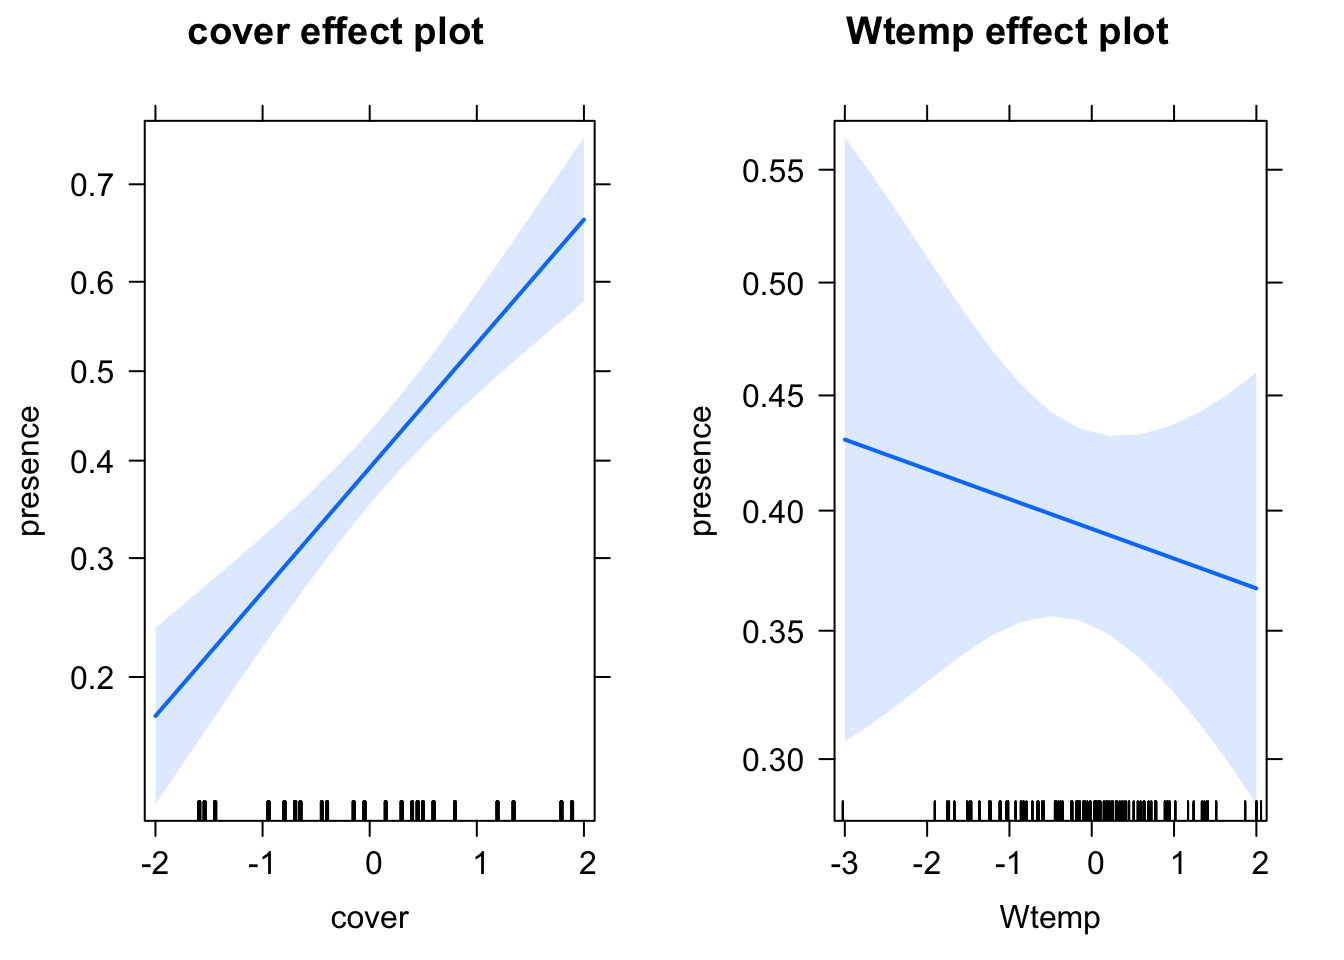 cover effect plot
presence
0.7
0.6
0.5
0.4
0.3
0.2
-2 -1 0 1 2
cover
Wtemp effect plot
presence
0.55
0.50
0.45
0.40
0.35
0.30
-3 -2 -1 0 1 2
Wtemp